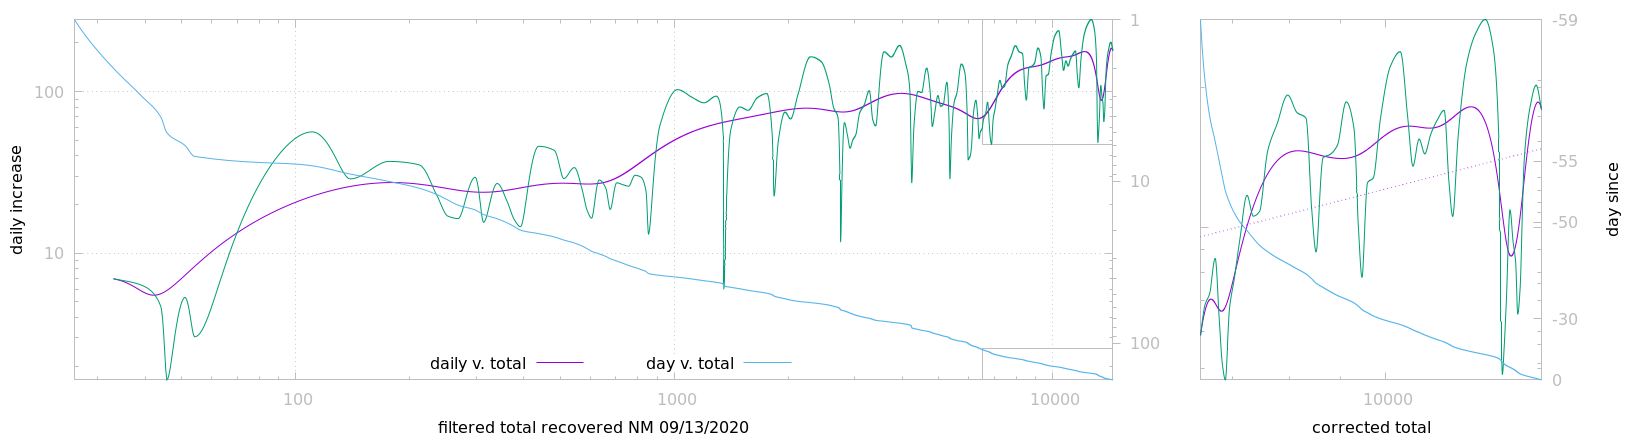 1
-59
100
daily increase
10
-55
-50
day since
10
-30
100
0
daily v. total
day v. total
100
1000
10000
10000
filtered total recovered NM 09/13/2020
corrected total